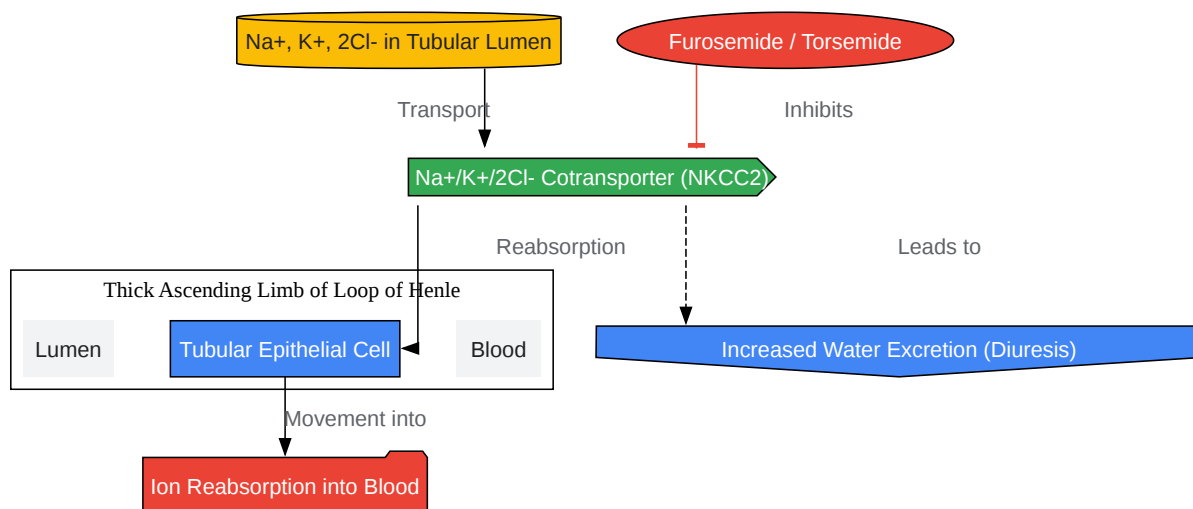 Na+, K+, 2Cl- in Tubular Lumen
Furosemide / Torsemide
Transport
Inhibits
Na+/K+/2Cl- Cotransporter (NKCC2)
Reabsorption
Leads to
Thick Ascending Limb of Loop of Henle
Lumen
Tubular Epithelial Cell
Blood
Increased Water Excretion (Diuresis)
Movement into
Ion Reabsorption into Blood